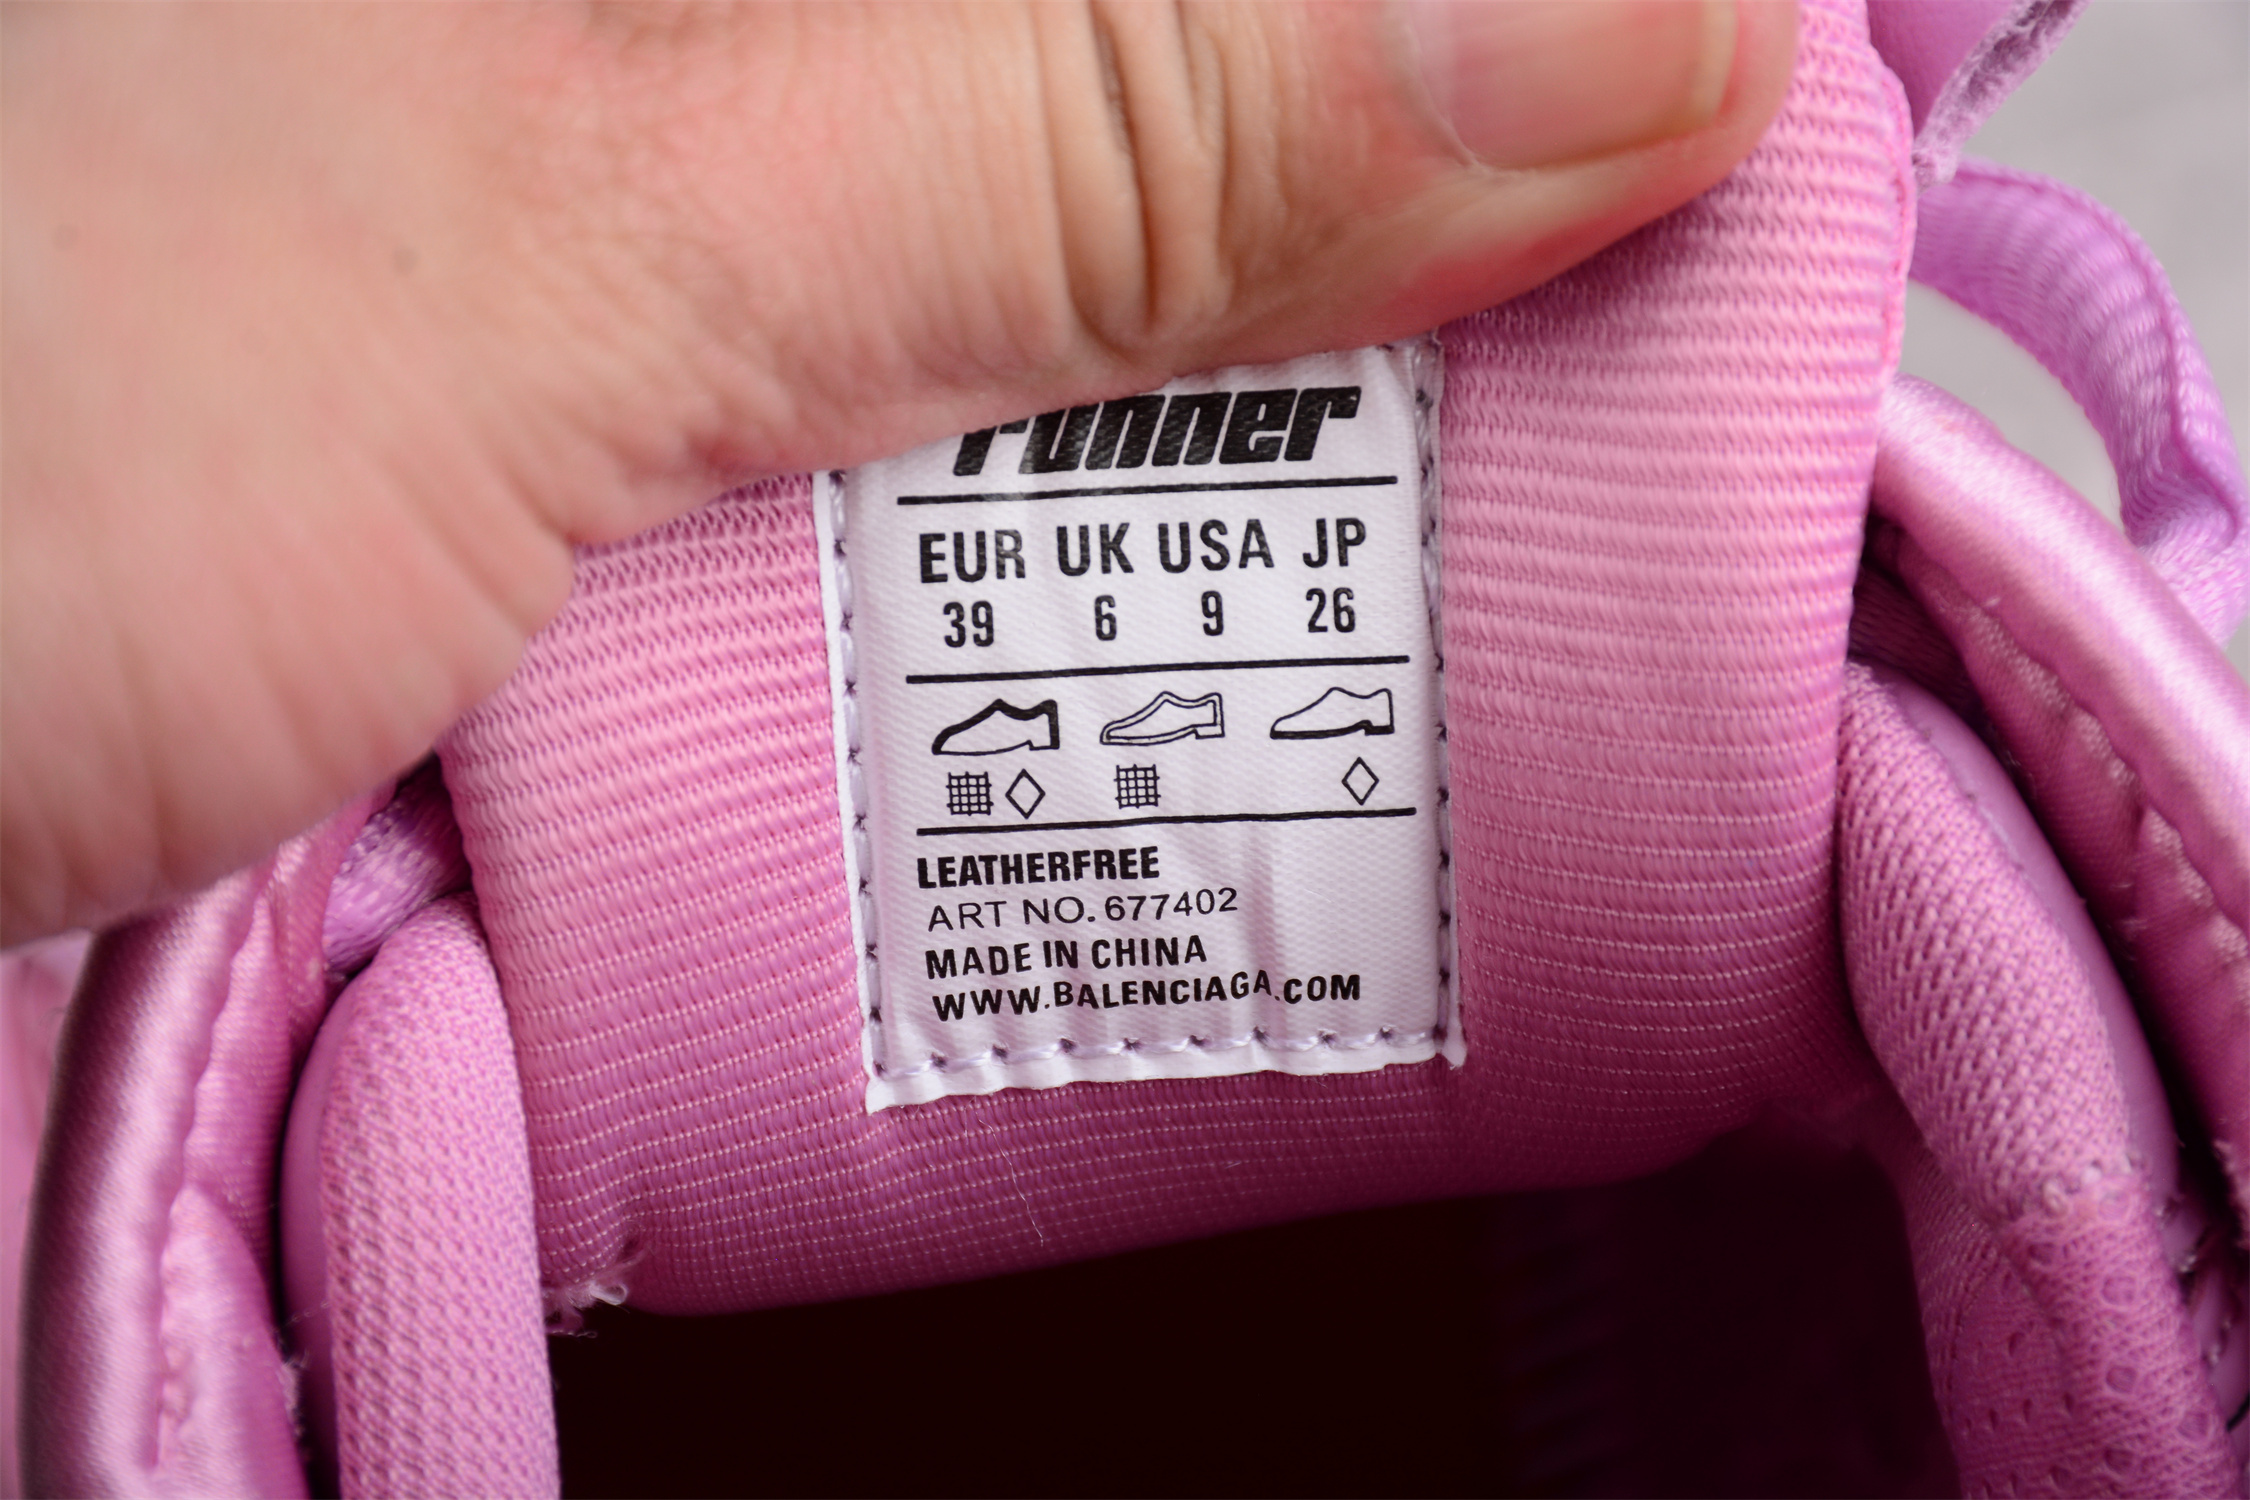 runner
EUR UK USA JP
39 6 9 26
LEATHERFREE
ART NO. 677402
MADE IN CHINA
WWW.BALENCIAGA.COM